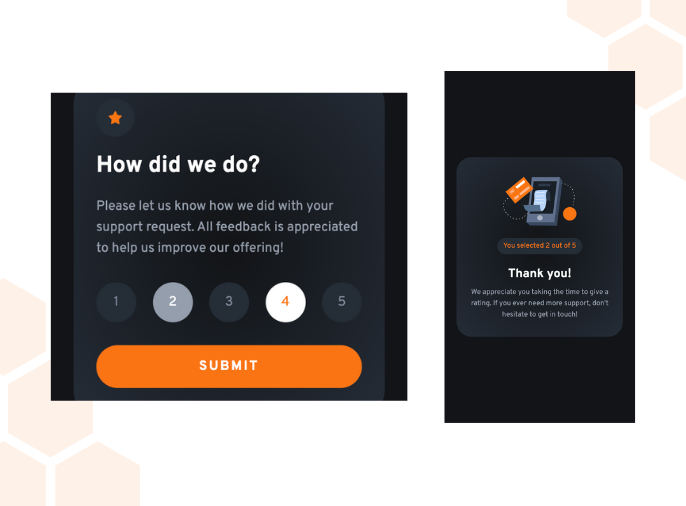 How did we do?
Please let us know how we did with your
support request. All feedback is appreciated
to help us improve our offering!
1 2 3 4 5
SUBMIT
You selected 2 out of 5
Thank you!
We appreciate you taking the time to give a
rating. If you ever need more support, don't
hesitate to get in touch!